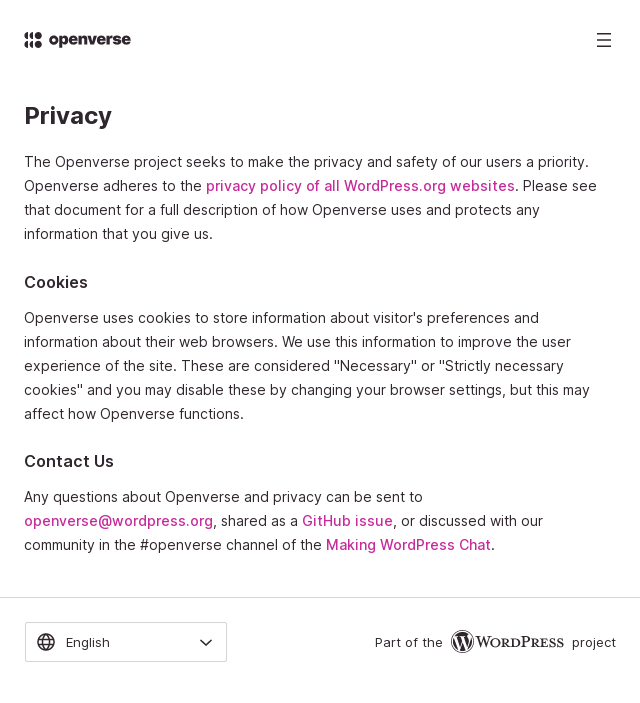 openverse
Privacy
The Openverse project seeks to make the privacy and safety of our users a priority.
Openverse adheres to the privacy policy of all WordPress.org websites. Please see
that document for a full description of how Openverse uses and protects any
information that you give us.
Cookies
Openverse uses cookies to store information about visitor's preferences and
information about their web browsers. We use this information to improve the user
experience of the site. These are considered "Necessary" or "Strictly necessary
cookies" and you may disable these by changing your browser settings, but this may
affect how Openverse functions.
Contact Us
Any questions about Openverse and privacy can be sent to
openverse@wordpress.org, shared as a GitHub issue, or discussed with our
community in the #openverse channel of the Making WordPress Chat.
English
Part of the WordPress project